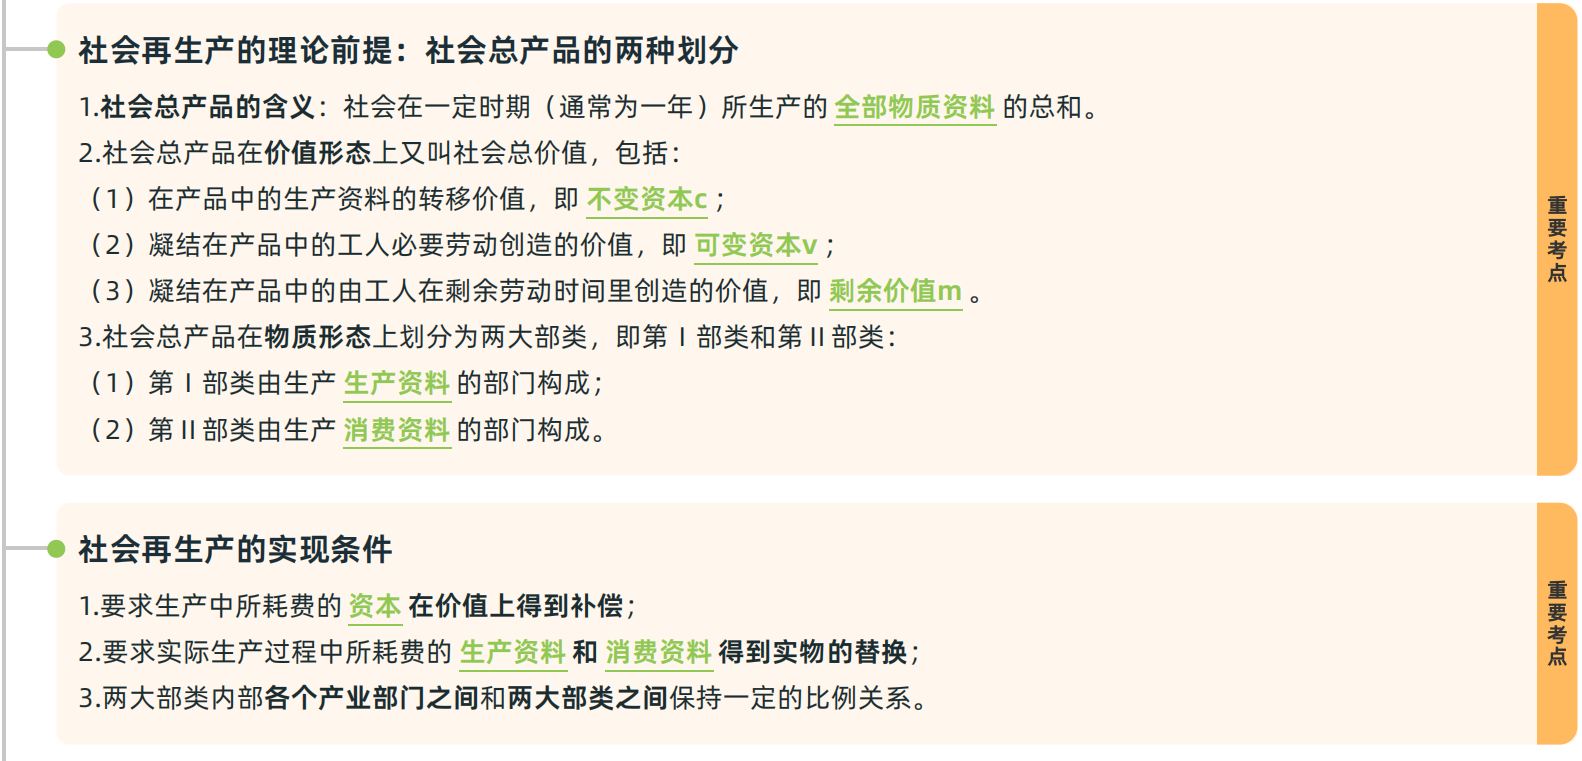 社会再生产的理论前提：社会总产品的两种划分
1.社会总产品的含义：社会在一定时期（通常为一年）所生产的 全部物质资料 的总和。
2.社会总产品在价值形态上又叫社会总价值，包括：
（1）在产品中的生产资料的转移价值，即 不变资本c ；
（2）凝结在产品中的工人必要劳动创造的价值，即 可变资本v ；
（3）凝结在产品中的由工人在剩余劳动时间里创造的价值，即 剩余价值m 。
3.社会总产品在物质形态上划分为两大部类，即第 I 部类和第 II 部类：
（1）第 I 部类由生产 生产资料 的部门构成；
（2）第 II 部类由生产 消费资料 的部门构成。
重要考点
社会再生产的实现条件
1.要求生产中所耗费的 资本 在价值上得到补偿；
2.要求实际生产过程中所耗费的 生产资料 和 消费资料 得到实物的替换；
3.两大部类内部各个产业部门之间和两大部类之间保持一定的比例关系。
重要考点